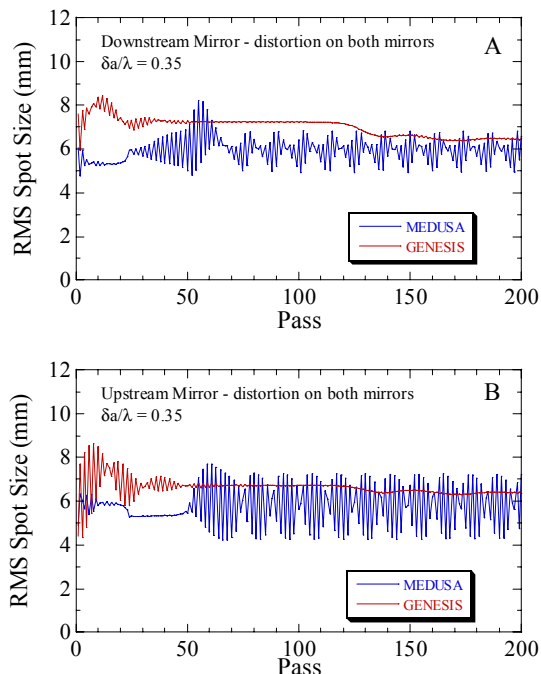 12
10
8
6
4
2
0
RMS Spot Size (mm)
Downstream Mirror - distortion on both mirrors
δa/λ = 0.35
A
MEDUSA
GENESIS
0
50
100
150
200
Pass
12
10
8
6
4
2
0
RMS Spot Size (mm)
Upstream Mirror - distortion on both mirrors
δa/λ = 0.35
B
MEDUSA
GENESIS
0
50
100
150
200
Pass